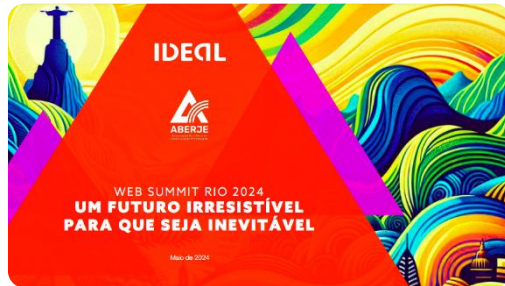 IDEAL
ABERJE
WEB SUMMIT RIO 2024
UM FUTURO IRRESISTÍVEL
PARA QUE SEJA INEVITÁVEL
Maio de 2024